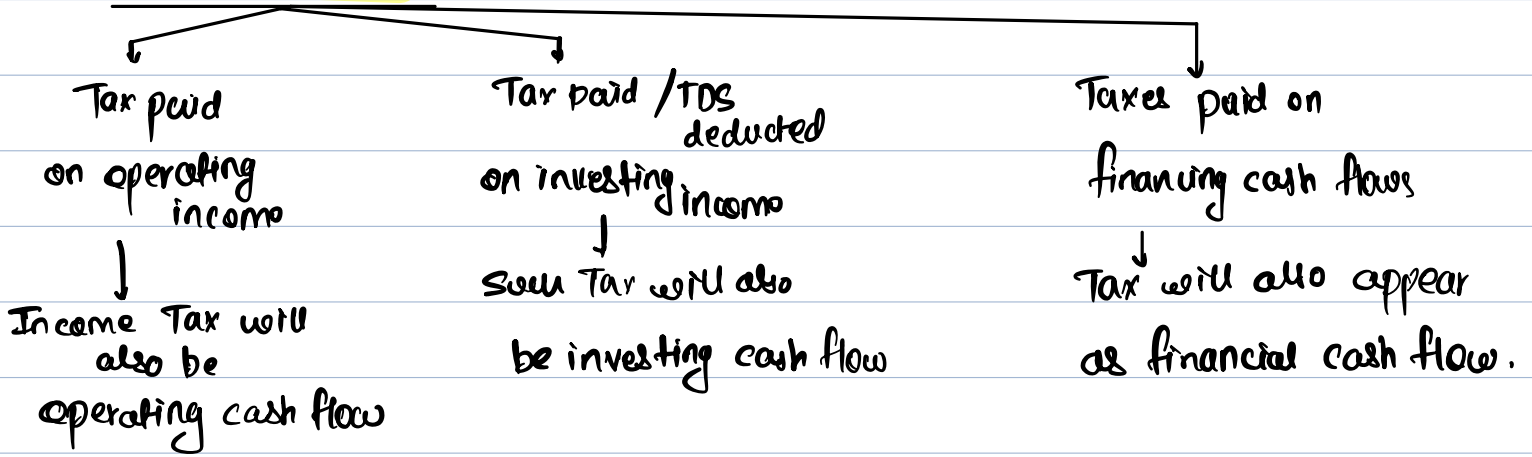 Tax paid
on operating
income
Income Tax will
also be
operating cash flow
Tax paid / TDS
deducted
on investing income
Such Tax will also
be investing cash flow
Taxes paid on
financing cash flows
Tax will also appear
as financial cash flow.